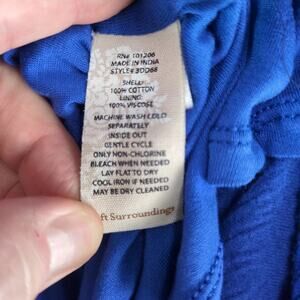 RN# 101206
MADE IN INDIA
STYLE# 3DD68
SHELL:
100% COTTON
LINING:
100% VISCOSE
MACHINE WASH COLD
SEPARATELY
INSIDE OUT
GENTLE CYCLE
ONLY NON-CHLORINE
BLEACH WHEN NEEDED
LAY FLAT TO DRY
COOL IRON IF NEEDED
MAY BE DRY CLEANED
ft Surroundings